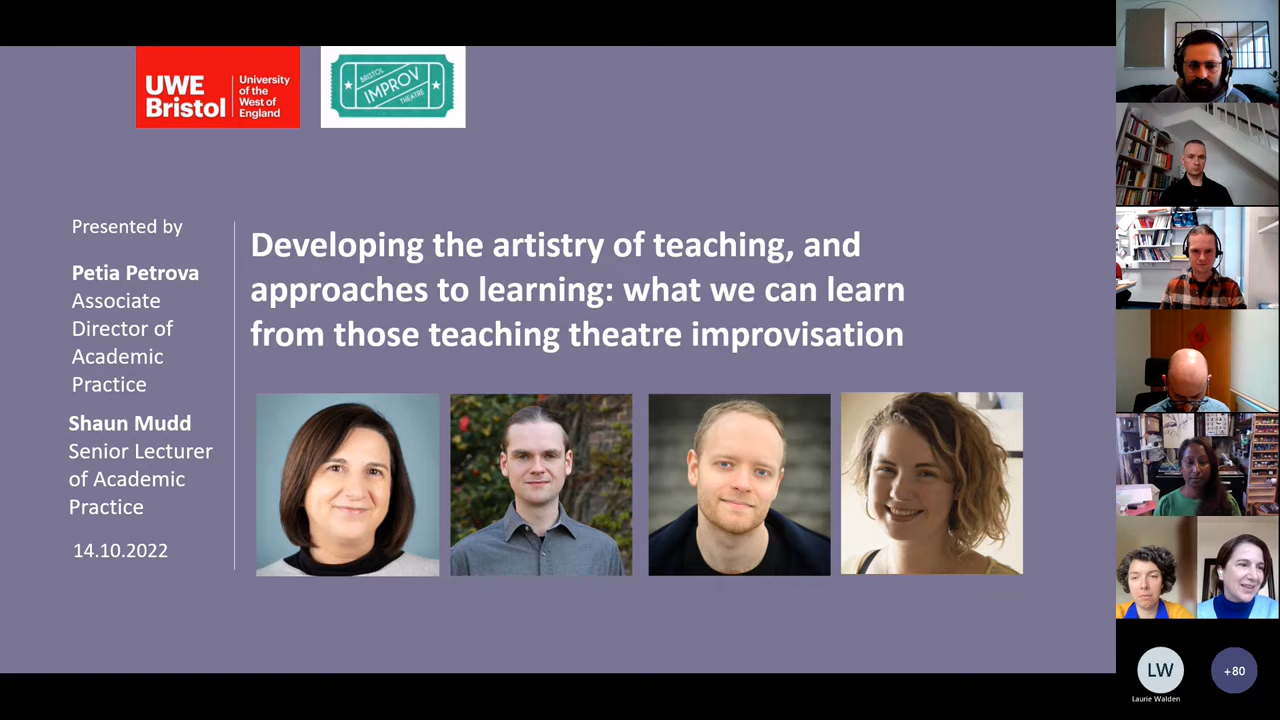 UWE
Bristol
University
of the
West of
England
BRISTOL
IMPROV
THEATRE
Presented by
Petia Petrova
Associate
Director of
Academic
Practice
Shaun Mudd
Senior Lecturer
of Academic
Practice
14.10.2022
Developing the artistry of teaching, and
approaches to learning: what we can learn
from those teaching theatre improvisation
LW
Laurie Walden
+80